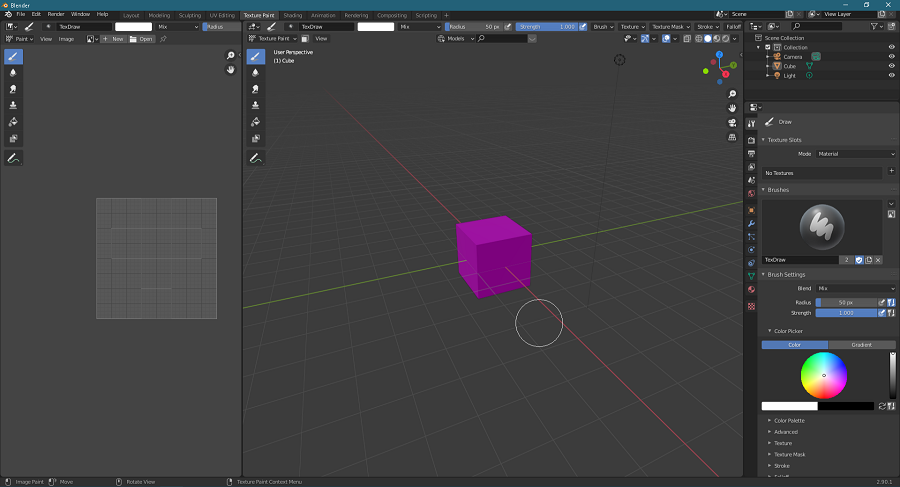 Blender
File Edit Render Window Help Layout Modeling Sculpting UV Editing Texture Paint Shading Animation Rendering Compositing Scripting + Scene View Layer
TexDraw Mix Radius TexDraw Mix Radius 50 px Strength 1.000 Brush Texture Texture Mask Stroke Falloff
Paint View Image New Open Texture Paint View Models
User Perspective
(1) Cube
Scene Collection
Collection
Camera
Cube
Light
Draw
Texture Slots
Mode Material
No Textures
Brushes
TexDraw 2
Brush Settings
Blend Mix
Radius 50 px
Strength 1.000
Color Picker
Color Gradient
Color Palette
Advanced
Texture
Texture Mask
Stroke
Image Paint Move Rotate View Texture Paint Context Menu 2.90.1